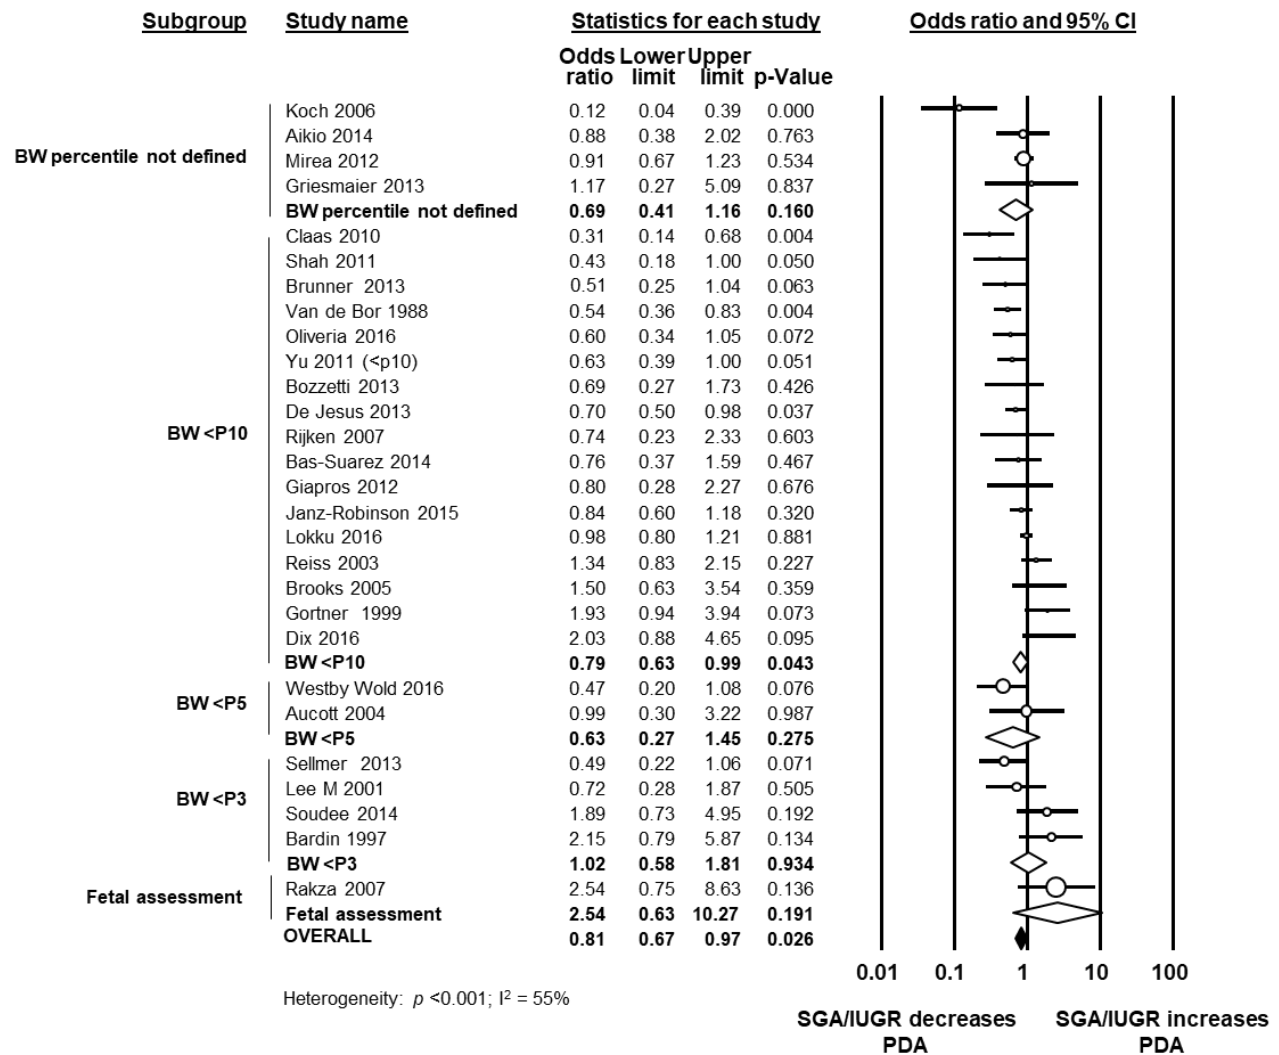 Subgroup Study name Statistics for each study Odds ratio and 95% CI
Odds Lower Upper
ratio limit limit p-Value
Koch 2006 0.12 0.04 0.39 0.000
Aikio 2014 0.88 0.38 2.02 0.763
BW percentile not defined
Mirea 2012 0.91 0.67 1.23 0.534
Griesmaier 2013 1.17 0.27 5.09 0.837
BW percentile not defined 0.69 0.41 1.16 0.160
Claas 2010 0.31 0.14 0.68 0.004
Shah 2011 0.43 0.18 1.00 0.050
Brunner 2013 0.51 0.25 1.04 0.063
Van de Bor 1988 0.54 0.36 0.83 0.004
Oliveria 2016 0.60 0.34 1.05 0.072
Yu 2011 (<p10) 0.63 0.39 1.00 0.051
Bozzetti 2013 0.69 0.27 1.73 0.426
De Jesus 2013 0.70 0.50 0.98 0.037
BW <P10
Rijken 2007 0.74 0.23 2.33 0.603
Bas-Suarez 2014 0.76 0.37 1.59 0.467
Giapros 2012 0.80 0.28 2.27 0.676
Janz-Robinson 2015 0.84 0.60 1.18 0.320
Lokku 2016 0.98 0.80 1.21 0.881
Reiss 2003 1.34 0.83 2.15 0.227
Brooks 2005 1.50 0.63 3.54 0.359
Gortner 1999 1.93 0.94 3.94 0.073
Dix 2016 2.03 0.88 4.65 0.095
BW <P10 0.79 0.63 0.99 0.043
Westby Wold 2016 0.47 0.20 1.08 0.076
BW <P5
Aucott 2004 0.99 0.30 3.22 0.987
BW <P5 0.63 0.27 1.45 0.275
Sellmer 2013 0.49 0.22 1.06 0.071
Lee M 2001 0.72 0.28 1.87 0.505
BW <P3
Soudee 2014 1.89 0.73 4.95 0.192
Bardin 1997 2.15 0.79 5.87 0.134
BW <P3 1.02 0.58 1.81 0.934
Rakza 2007 2.54 0.75 8.63 0.136
Fetal assessment
Fetal assessment 2.54 0.63 10.27 0.191
OVERALL 0.81 0.67 0.97 0.026
0.01 0.1 1 10 100
Heterogeneity: p <0.001; I² = 55%
SGA/IUGR decreases SGA/IUGR increases
PDA PDA